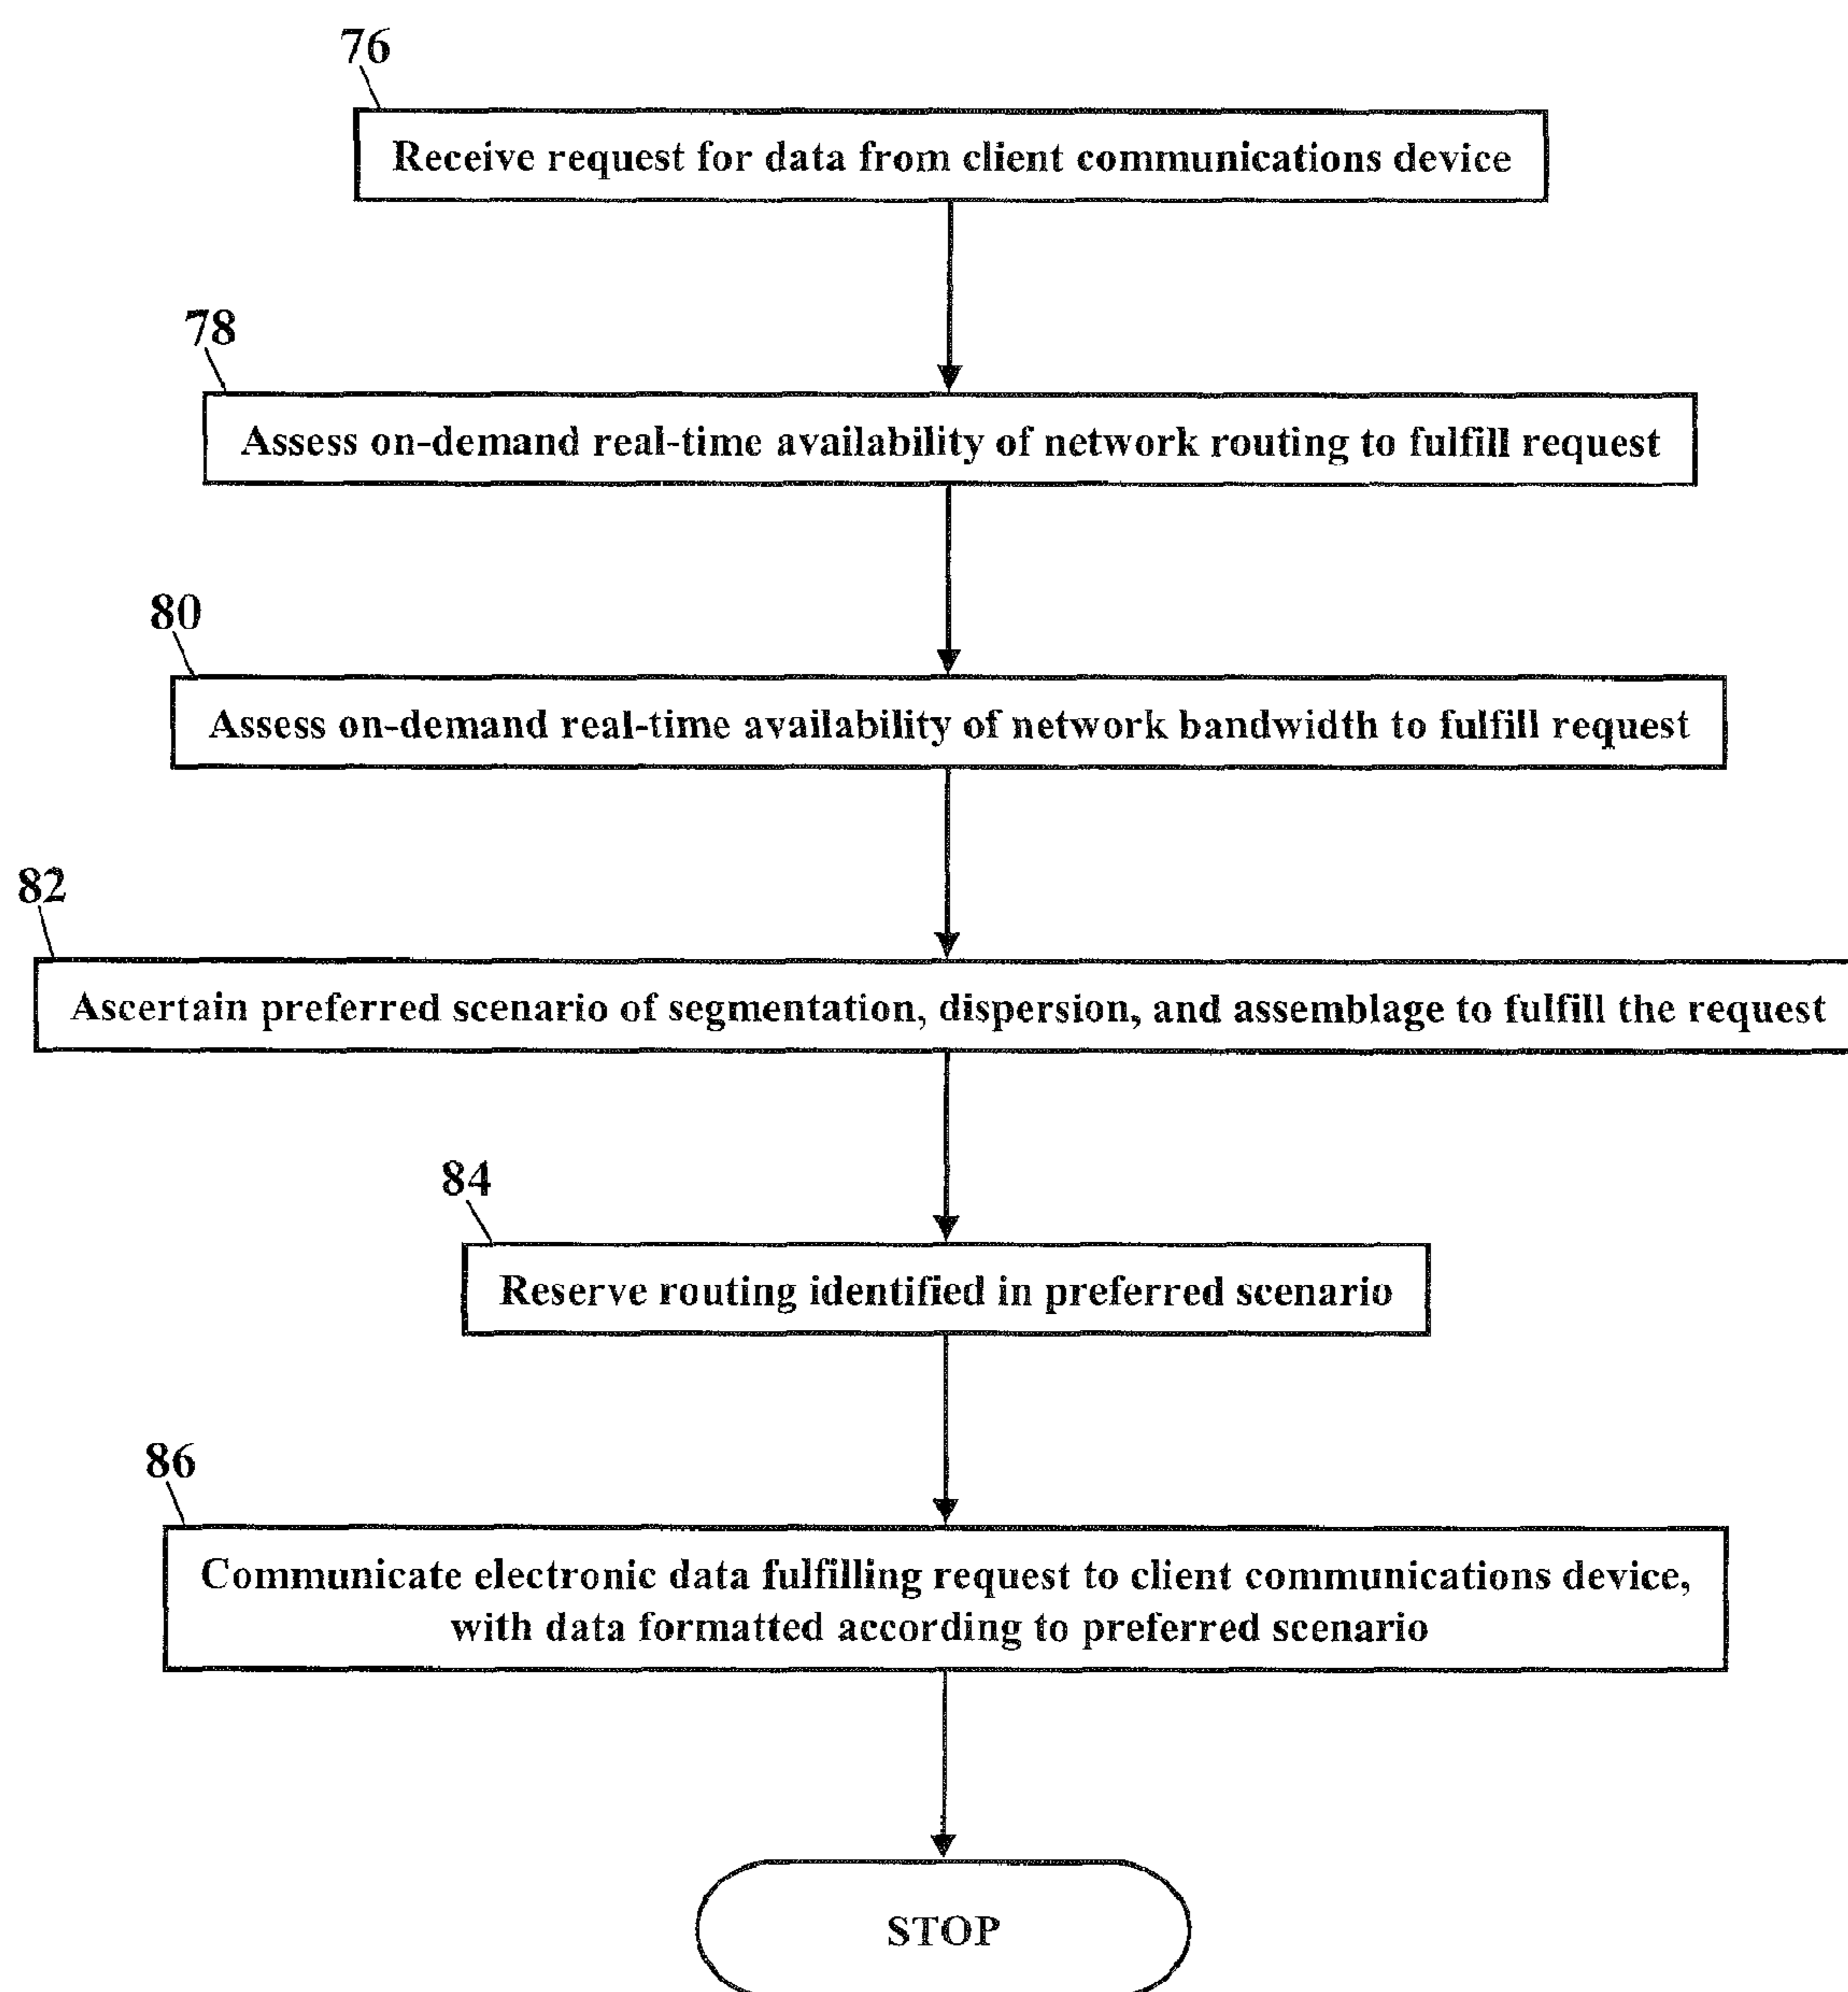 76
Receive request for data from client communications device
78
Assess on-demand real-time availability of network routing to fulfill request
80
Assess on-demand real-time availability of network bandwidth to fulfill request
82
Ascertain preferred scenario of segmentation, dispersion, and assemblage to fulfill the request
84
Reserve routing identified in preferred scenario
86
Communicate electronic data fulfilling request to client communications device,
with data formatted according to preferred scenario
STOP